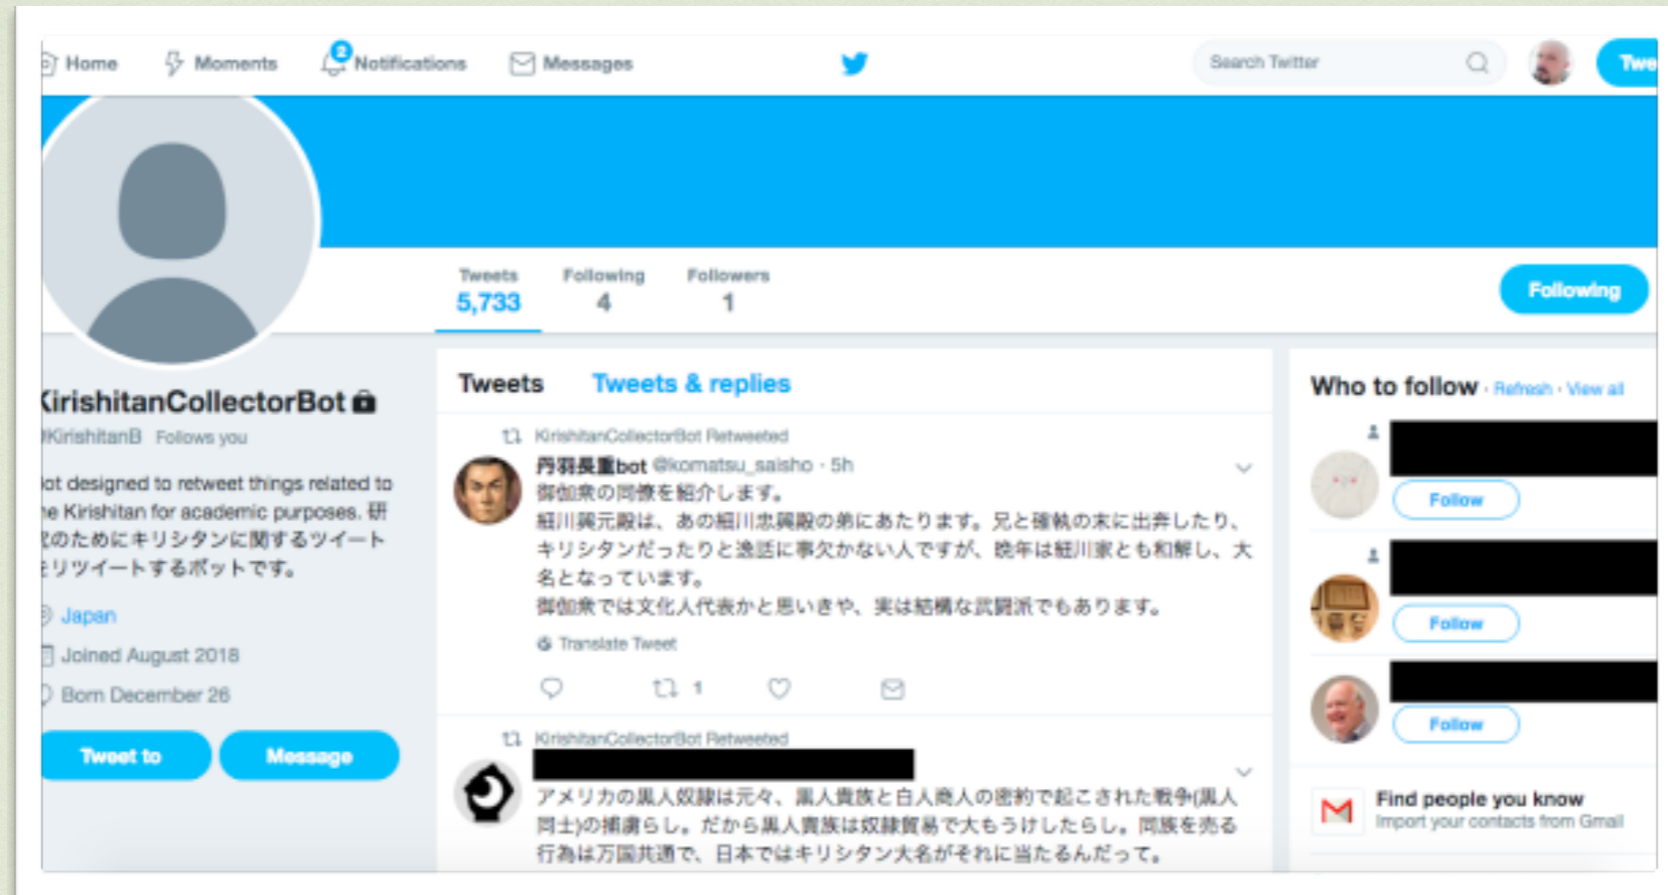 Home
Moments
2
Notifications
Messages
Search Twitter
Twe
Tweets
5,733
Following
4
Followers
1
Following
KirishitanCollectorBot
@KirishitanB Follows you
ot designed to retweet things related to
he Kirishitan for academic purposes. 研
究のためにキリシタンに関するツイート
をリツイートするボットです。
Japan
Joined August 2018
Born December 26
Tweet to
Message
Tweets
Tweets & replies
KirishitanCollectorBot Retweeted
丹羽長重bot @komatsu_saisho · 5h
御伽衆の同僚を紹介します。
細川興元殿は、あの細川忠興殿の弟にあたります。兄と確執の末に出奔したり、
キリシタンだったりと逸話に事欠かない人ですが、晩年は細川家とも和解し、大
名となっています。
御伽衆では文化人代表かと思いきや、実は結構な武闘派でもあります。
Translate Tweet
1
KirishitanCollectorBot Retweeted
アメリカの黒人奴隷は元々、黒人貴族と白人商人の密約で起こされた戦争(黒人
同士)の捕虜らし。だから黒人貴族は奴隷貿易で大もうけしたらし。同族を売る
行為は万国共通で、日本ではキリシタン大名がそれに当たるんだって。
Who to follow · Refresh · View all
Follow
Follow
Follow
Find people you know
Import your contacts from Gmail